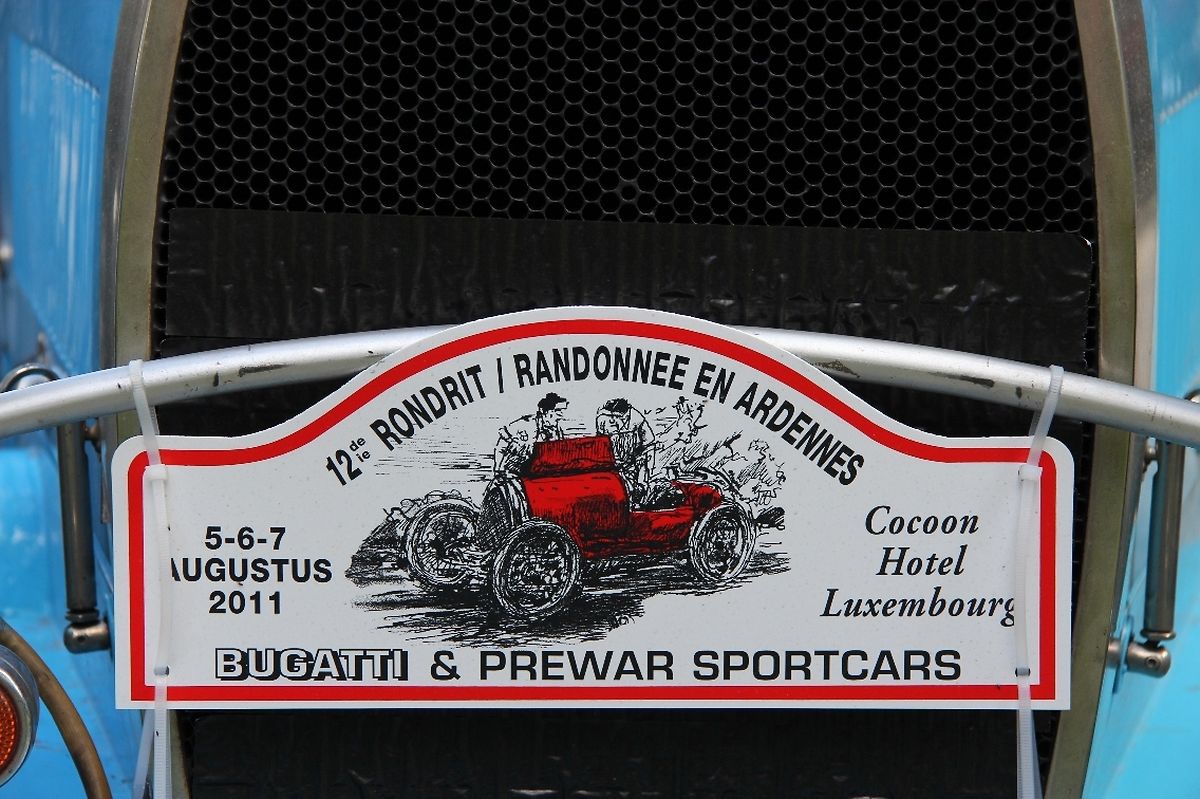 12de/le RONDRIT / RANDONNEE EN ARDENNES
5-6-7
AUGUSTUS
2011
Cocoon
Hotel
Luxembourg
BUGATTI & PREWAR SPORTCARS